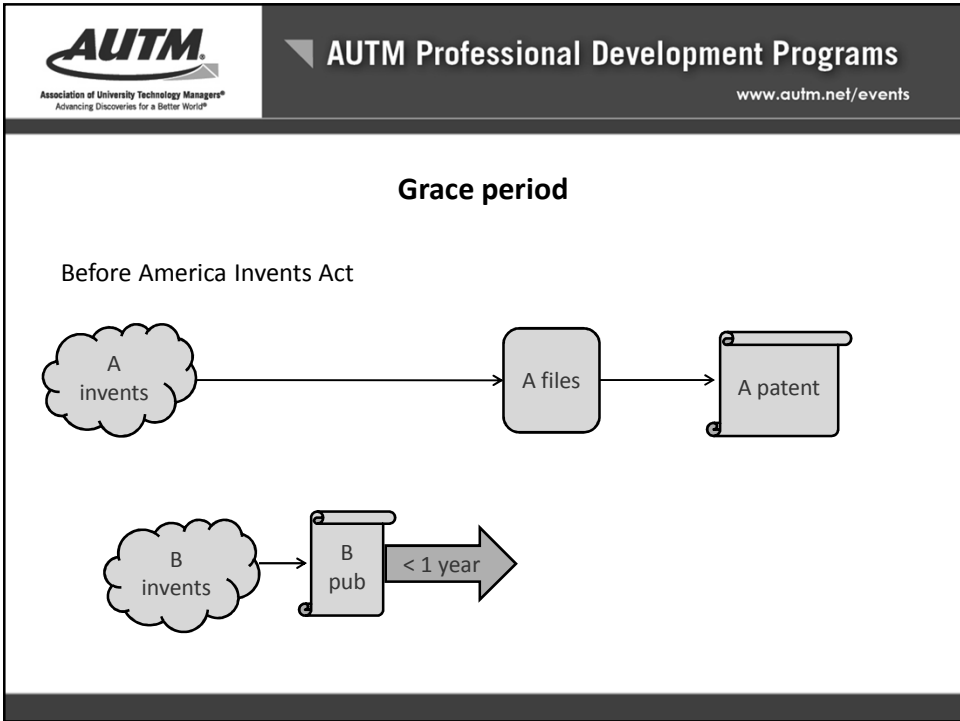 AUTM.
Association of University Technology Managers®
Advancing Discoveries for a Better World®
AUTM Professional Development Programs
www.autm.net/events
Grace period
Before America Invents Act
A
invents
A files
A patent
B
invents
B
pub
< 1 year